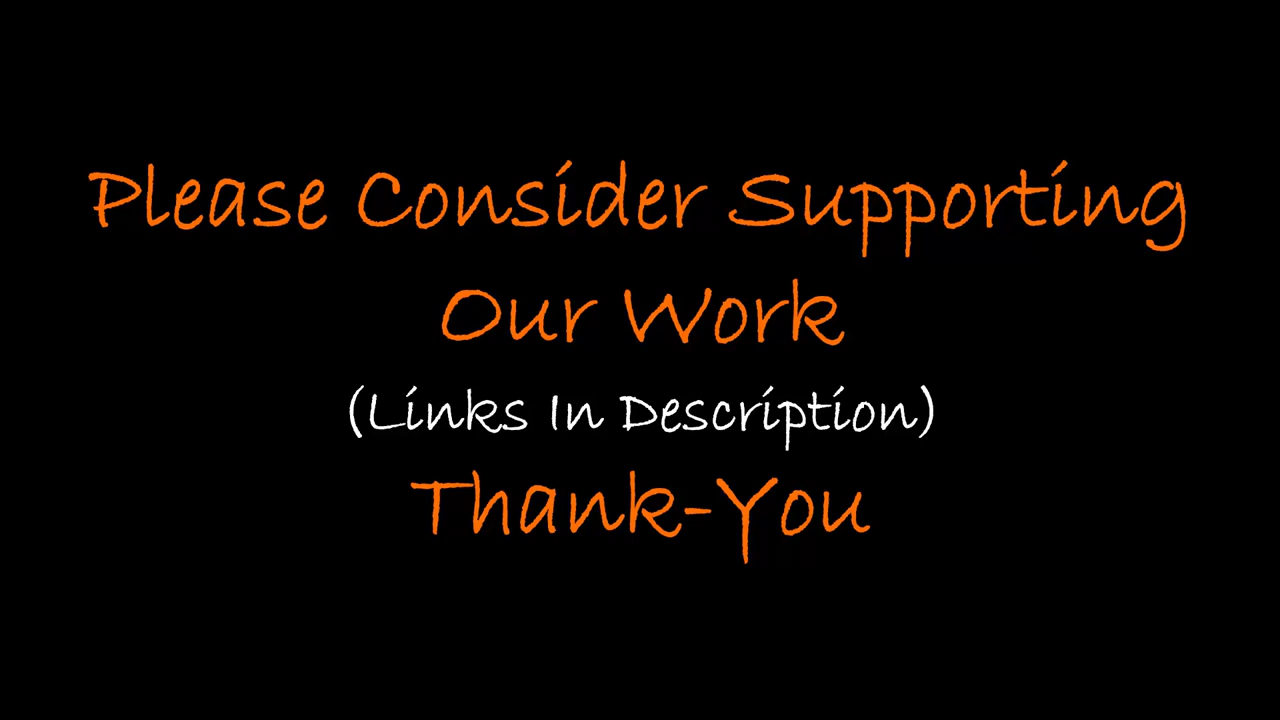 Please Consider Supporting
Our Work
(Links In Description)
Thank-You